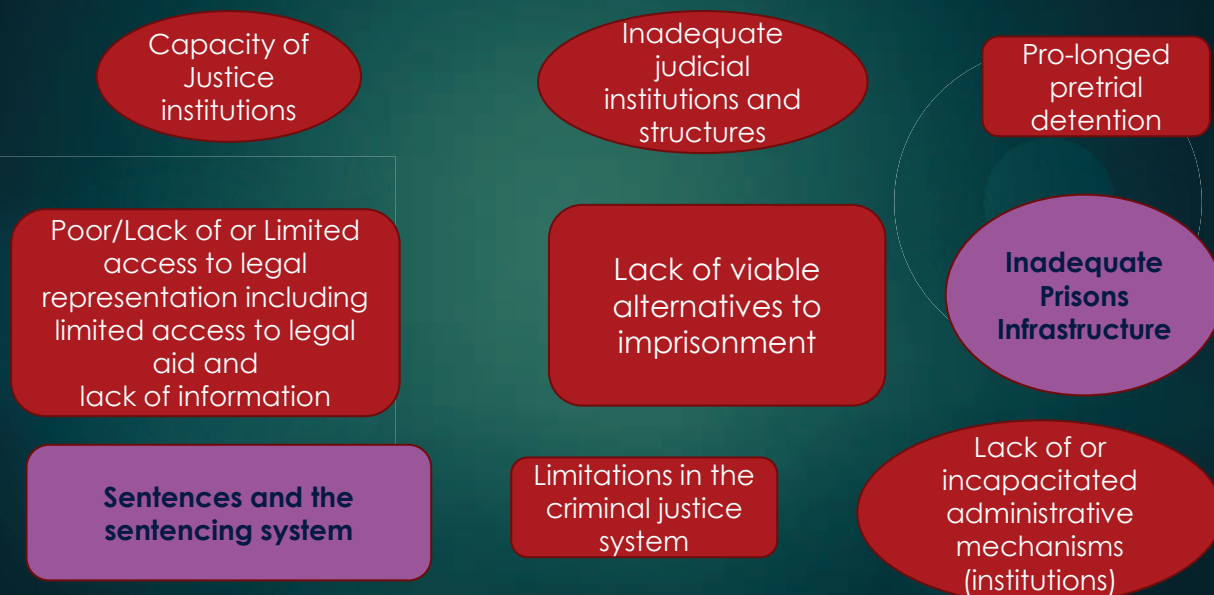 Capacity of
Justice
institutions
Inadequate
judicial
institutions and
structures
Pro-longed
pretrial
detention
Poor/Lack of or Limited
access to legal
representation including
limited access to legal
aid and
lack of information
Lack of viable
alternatives to
imprisonment
Inadequate
Prisons
Infrastructure
Sentences and the
sentencing system
Limitations in the
criminal justice
system
Lack of or
incapacitated
administrative
mechanisms
(institutions)